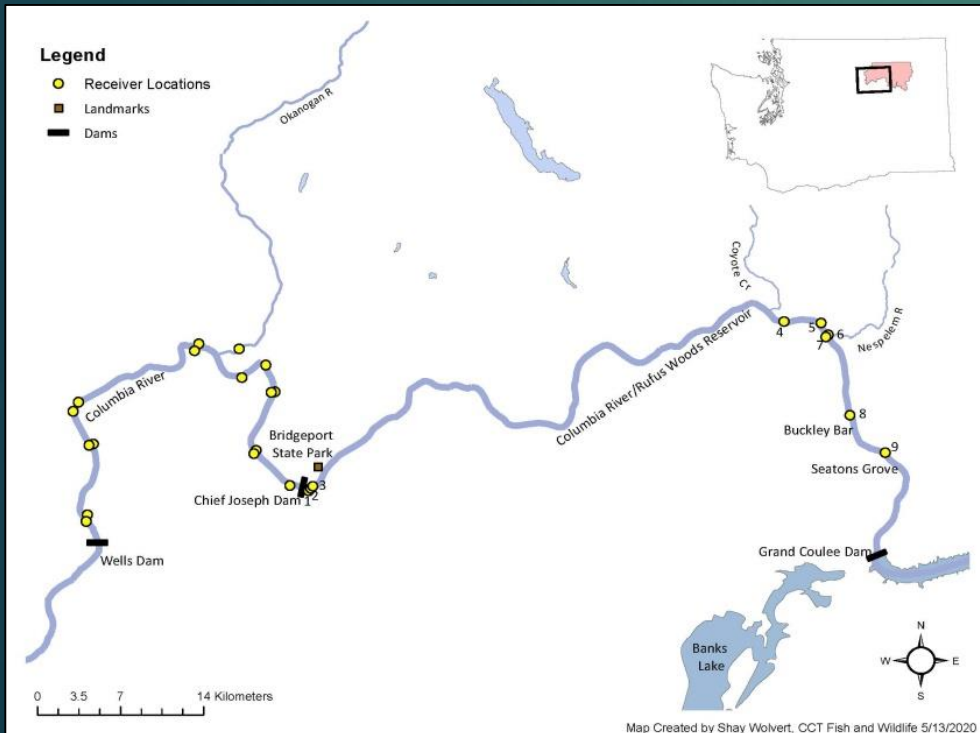 Legend
Receiver Locations
Landmarks
Dams
Okanogan R
Coyote Cr
Nespelem R
4
5
6
7
Columbia River/Rufus Woods Reservoir
Columbia River
8
Buckley Bar
Bridgeport
State Park
9
Seatons Grove
Chief Joseph Dam
1
2
3
Grand Coulee Dam
Wells Dam
Banks
Lake
N
W
E
S
0
3.5
7
14 Kilometers
Map Created by Shay Wolvert, CCT Fish and Wildlife 5/13/2020